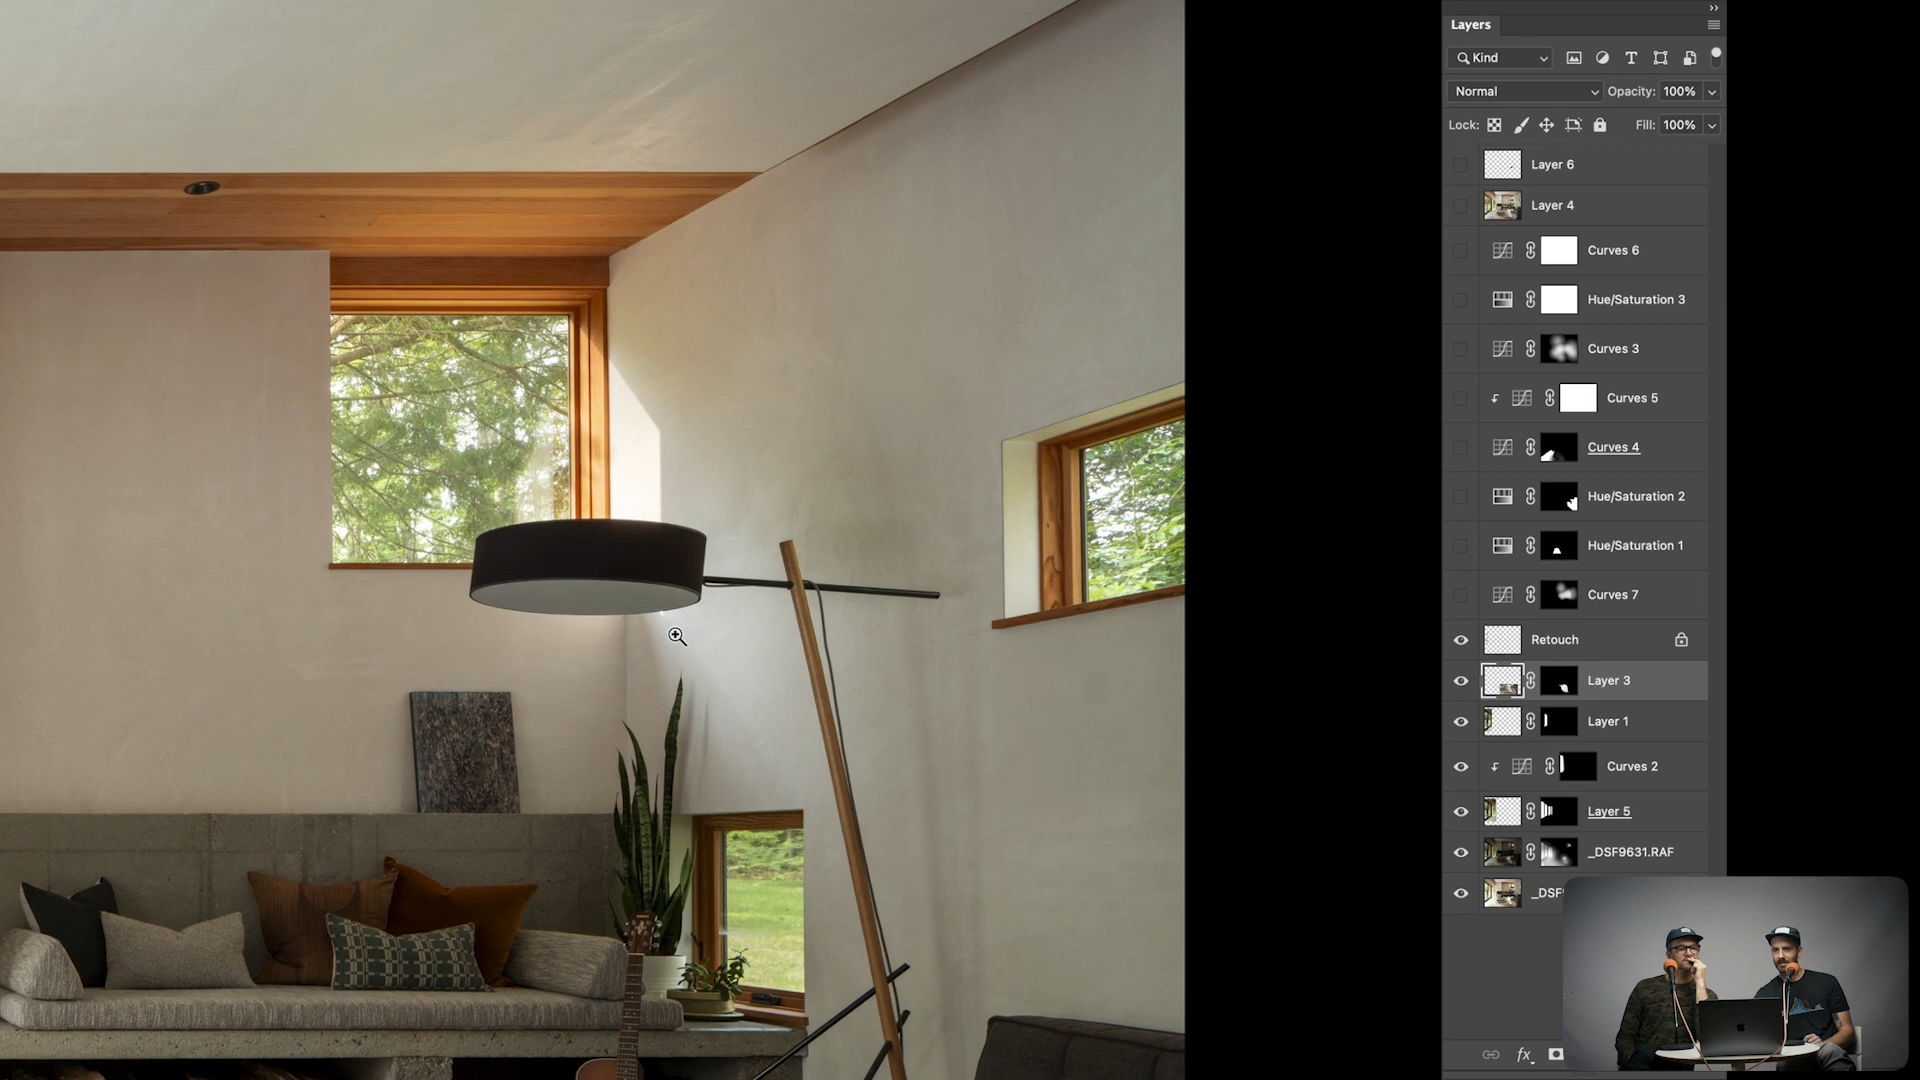 Layers
Kind
Normal
Opacity: 100%
Lock:
Fill: 100%
Layer 6
Layer 4
Curves 6
Hue/Saturation 3
Curves 3
Curves 5
Curves 4
Hue/Saturation 2
Hue/Saturation 1
Curves 7
Retouch
Layer 3
Layer 1
Curves 2
Layer 5
_DSF9631.RAF
fx